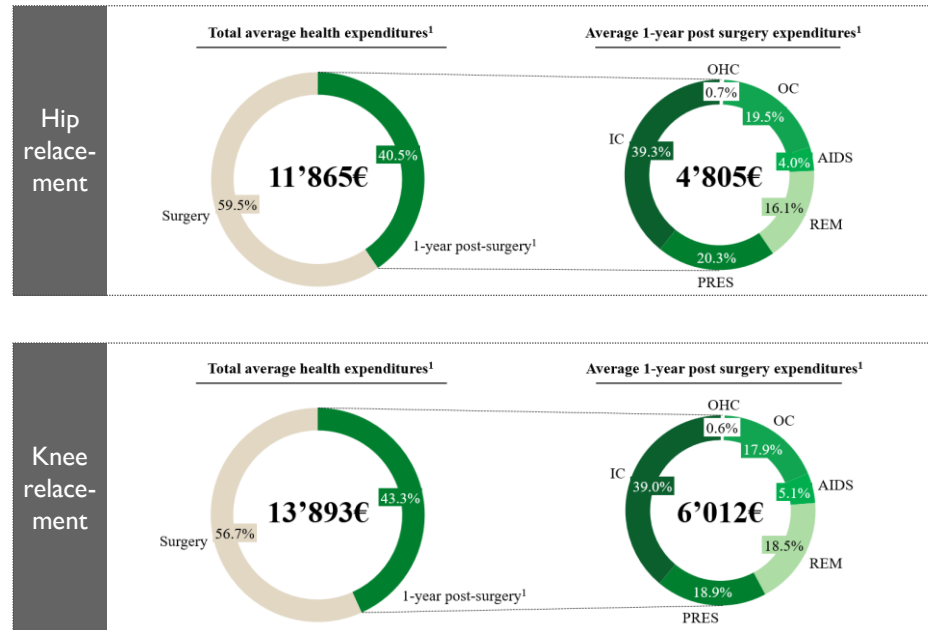 Hip
relace-
ment
Total average health expenditures¹
Average 1-year post surgery expenditures¹
40.5%
11'865€
Surgery
59.5%
1-year post-surgery¹
OHC
0.7%
OC
19.5%
IC
39.3%
AIDS
4.0%
4'805€
16.1%
REM
20.3%
PRES
Knee
relace-
ment
Total average health expenditures¹
Average 1-year post surgery expenditures¹
43.3%
13'893€
Surgery
56.7%
1-year post-surgery¹
OHC
0.6%
OC
17.9%
IC
39.0%
AIDS
5.1%
6'012€
18.5%
REM
18.9%
PRES